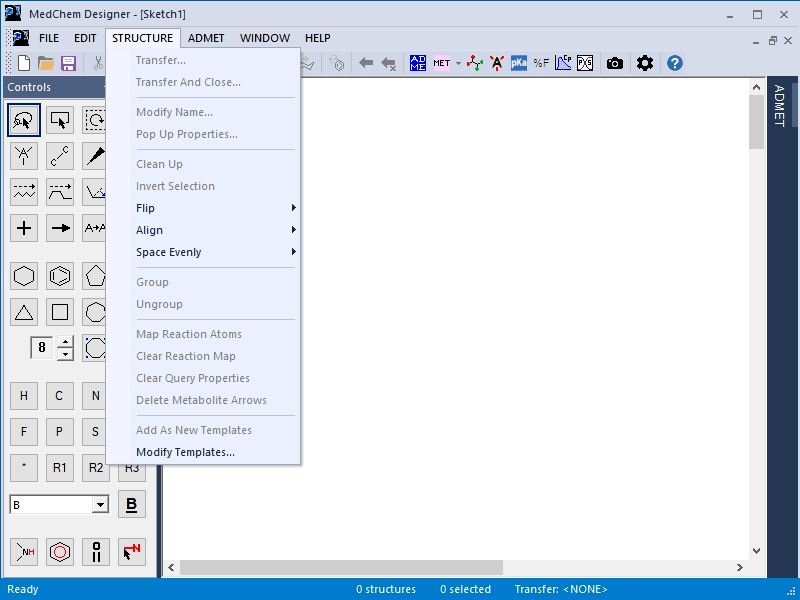 MedChem Designer - [Sketch1]
FILE EDIT STRUCTURE ADMET WINDOW HELP
AD ME MET pKa %F Cp
Controls
ADMET
Transfer...
Transfer And Close...
Modify Name...
Pop Up Properties...
Clean Up
Invert Selection
Flip
Align
Space Evenly
Group
Ungroup
Map Reaction Atoms
Clear Reaction Map
Clear Query Properties
Delete Metabolite Arrows
Add As New Templates
Modify Templates...
A A+A
8
H C N
F P S
* R1 R2 R3
B B
NH N
Ready 0 structures 0 selected Transfer: <NONE>